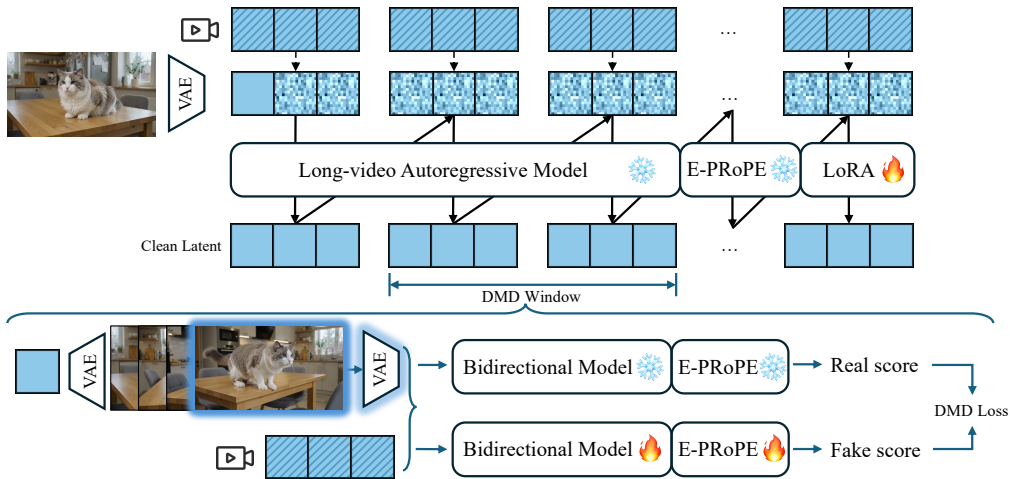 ...
VAE
...
Long-video Autoregressive Model
E-PRoPE
LoRA
Clean Latent
...
DMD Window
VAE
VAE
Bidirectional Model
E-PRoPE
Real score
DMD Loss
Bidirectional Model
E-PRoPE
Fake score